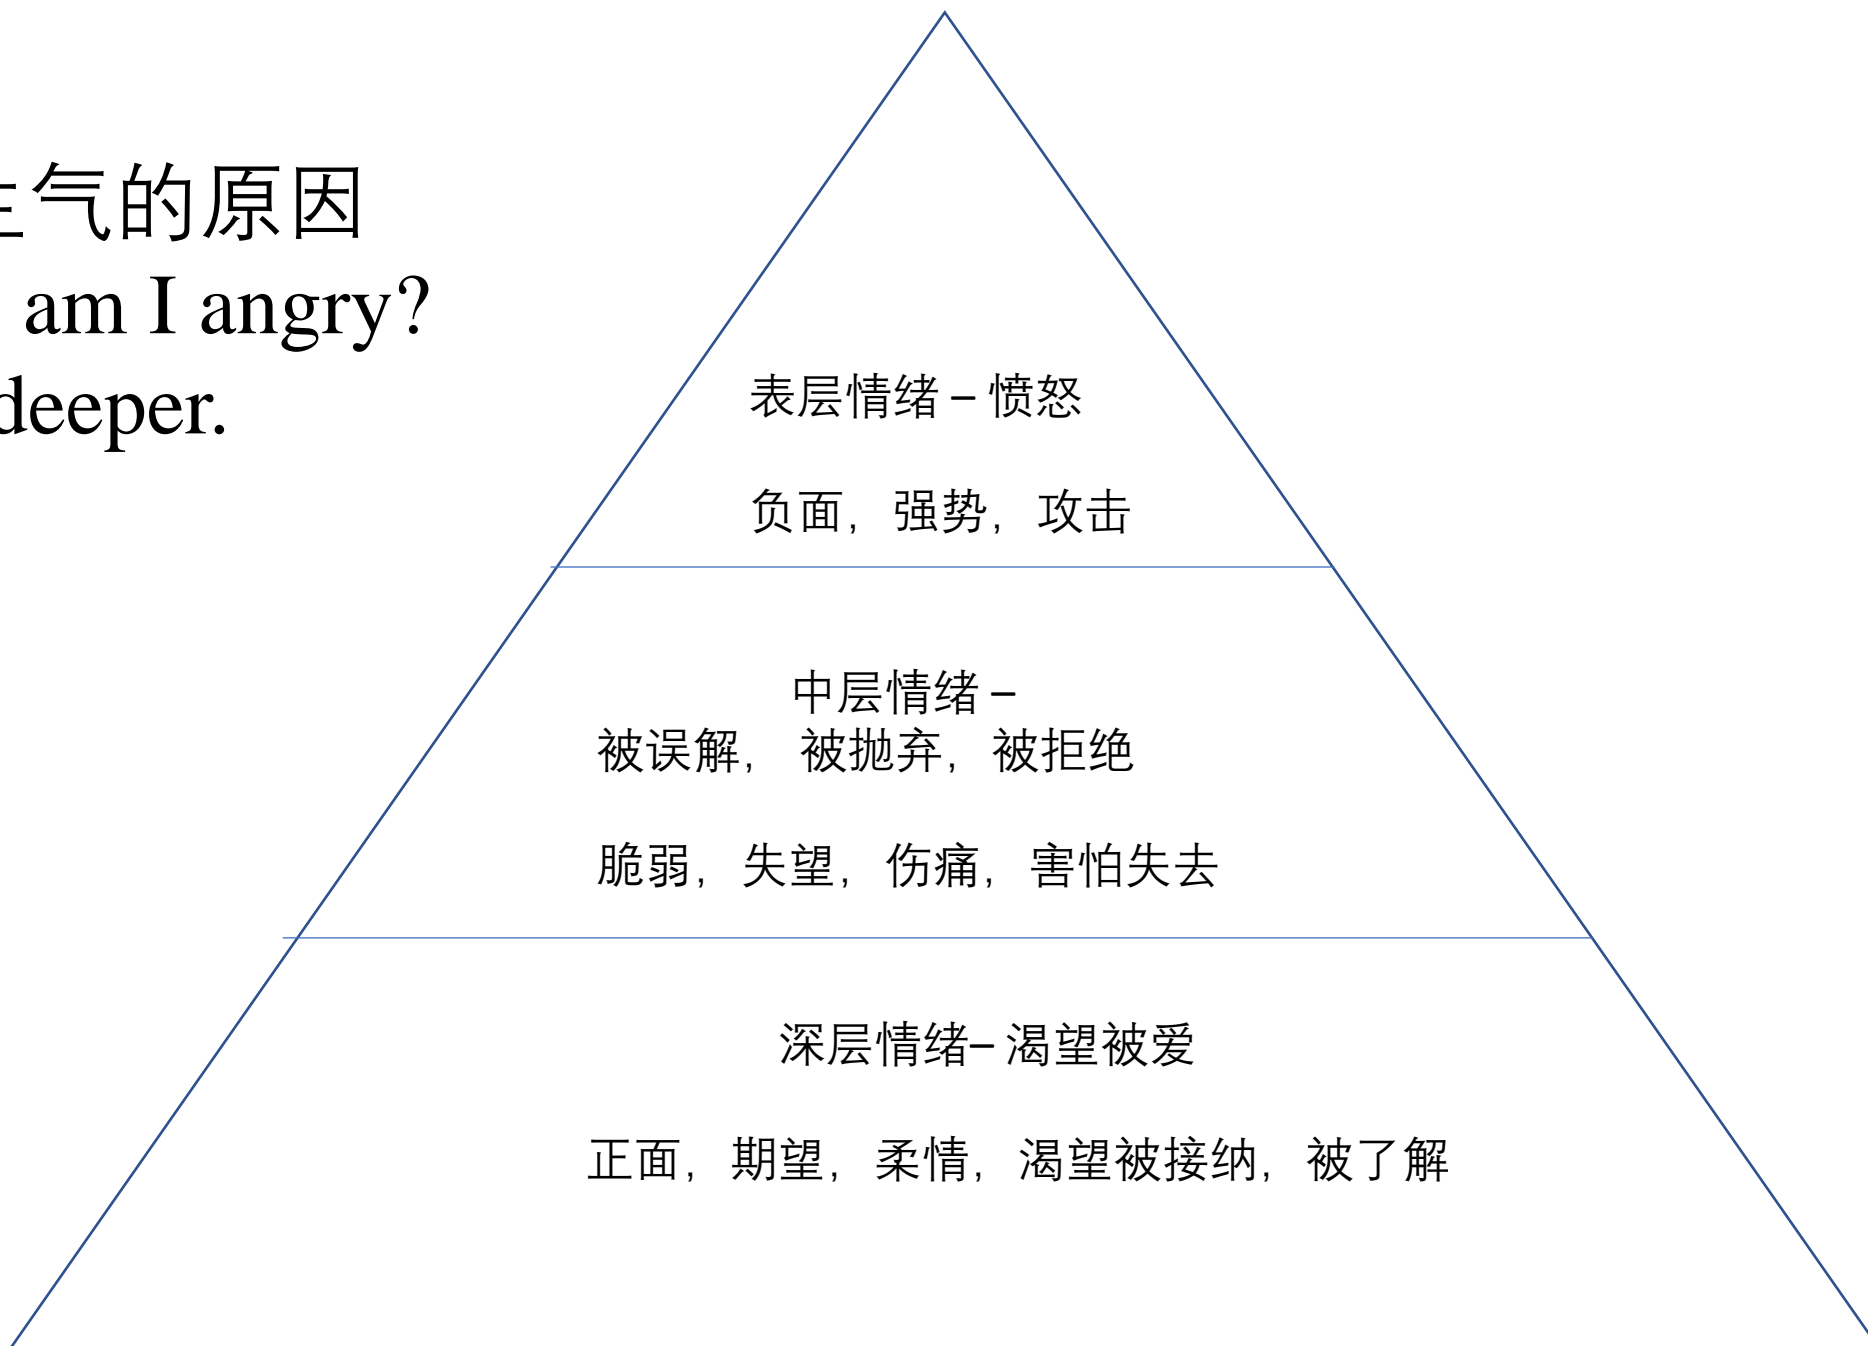 生气的原因
am I angry?
deeper.
表层情绪 – 愤怒
负面，强势，攻击
中层情绪 –
被误解， 被抛弃，被拒绝
脆弱，失望，伤痛，害怕失去
深层情绪– 渴望被爱
正面，期望，柔情，渴望被接纳，被了解